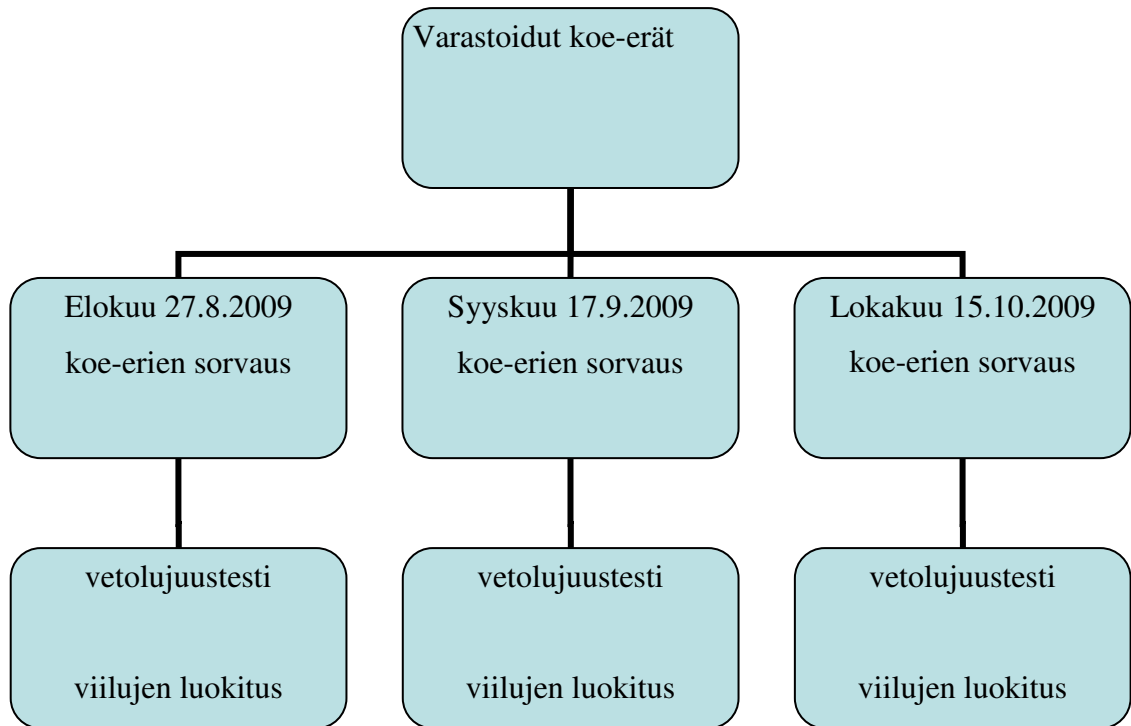 Varastoidut koe-erät
Elokuu 27.8.2009
koe-erien sorvaus
Syyskuu 17.9.2009
koe-erien sorvaus
Lokakuu 15.10.2009
koe-erien sorvaus
vetolujuustesti
viilujen luokitus
vetolujuustesti
viilujen luokitus
vetolujuustesti
viilujen luokitus